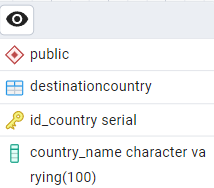 public
destinationcountry
id_country serial
country_name character va
rying(100)